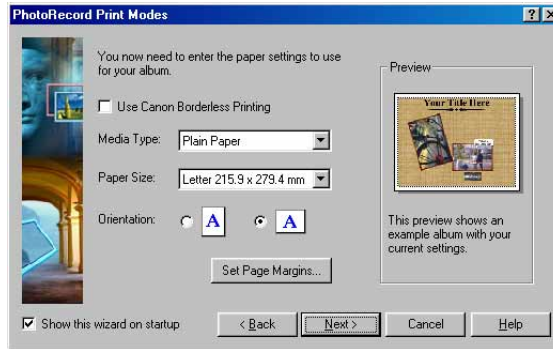 PhotoRecord Print Modes
You now need to enter the paper settings to use
for your album.
Use Canon Borderless Printing
Media Type: Plain Paper
Paper Size: Letter 215.9 x 279.4 mm
Orientation: A A
Set Page Margins...
Preview
Your Title Here
This preview shows an
example album with your
current settings.
Show this wizard on startup
< Back Next > Cancel Help